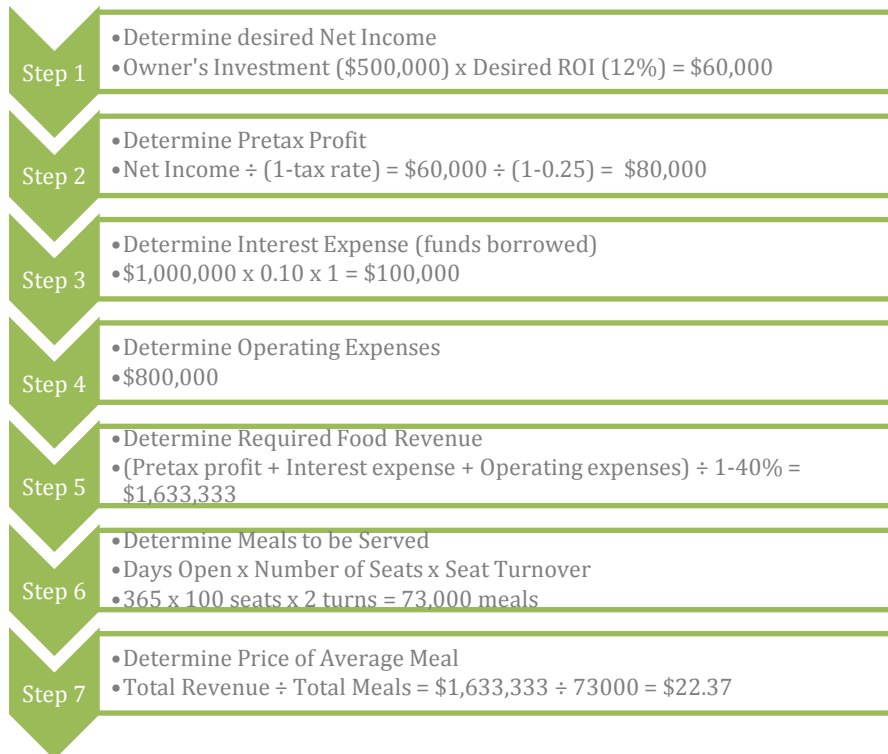 Step 1
•Determine desired Net Income
•Owner's Investment ($500,000) x Desired ROI (12%) = $60,000
Step 2
•Determine Pretax Profit
•Net Income ÷ (1-tax rate) = $60,000 ÷ (1-0.25) = $80,000
Step 3
•Determine Interest Expense (funds borrowed)
•$1,000,000 x 0.10 x 1 = $100,000
Step 4
•Determine Operating Expenses
•$800,000
Step 5
•Determine Required Food Revenue
•(Pretax profit + Interest expense + Operating expenses) ÷ 1-40% =
$1,633,333
Step 6
•Determine Meals to be Served
•Days Open x Number of Seats x Seat Turnover
•365 x 100 seats x 2 turns = 73,000 meals
Step 7
•Determine Price of Average Meal
•Total Revenue ÷ Total Meals = $1,633,333 ÷ 73000 = $22.37